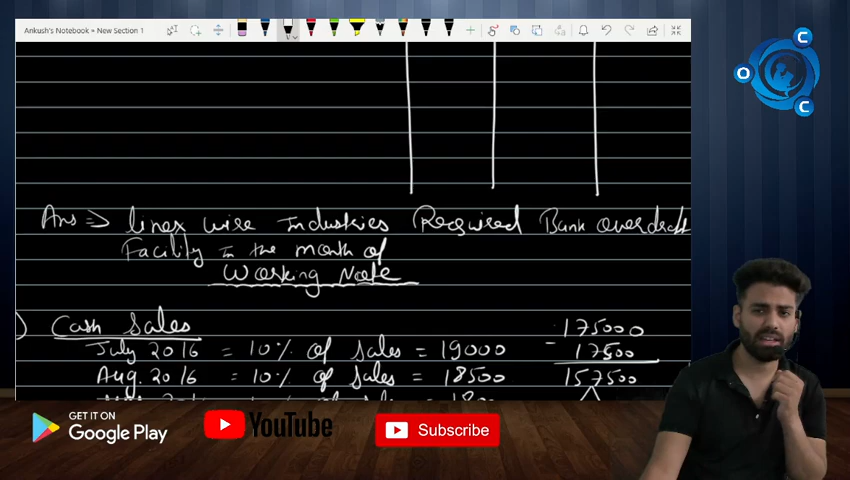 Ankush's Notebook > New Section 1
C
O
C
Ans ⇒ linex wise Industries Required Bank overdraft
Facility in the month of
Working Note
) Cash Sales
July 2016 = 10% of sales = 19000
Aug. 2016 = 10% of sales = 18500
175000
- 17500
157500
GET IT ON
Google Play
YouTube
Subscribe